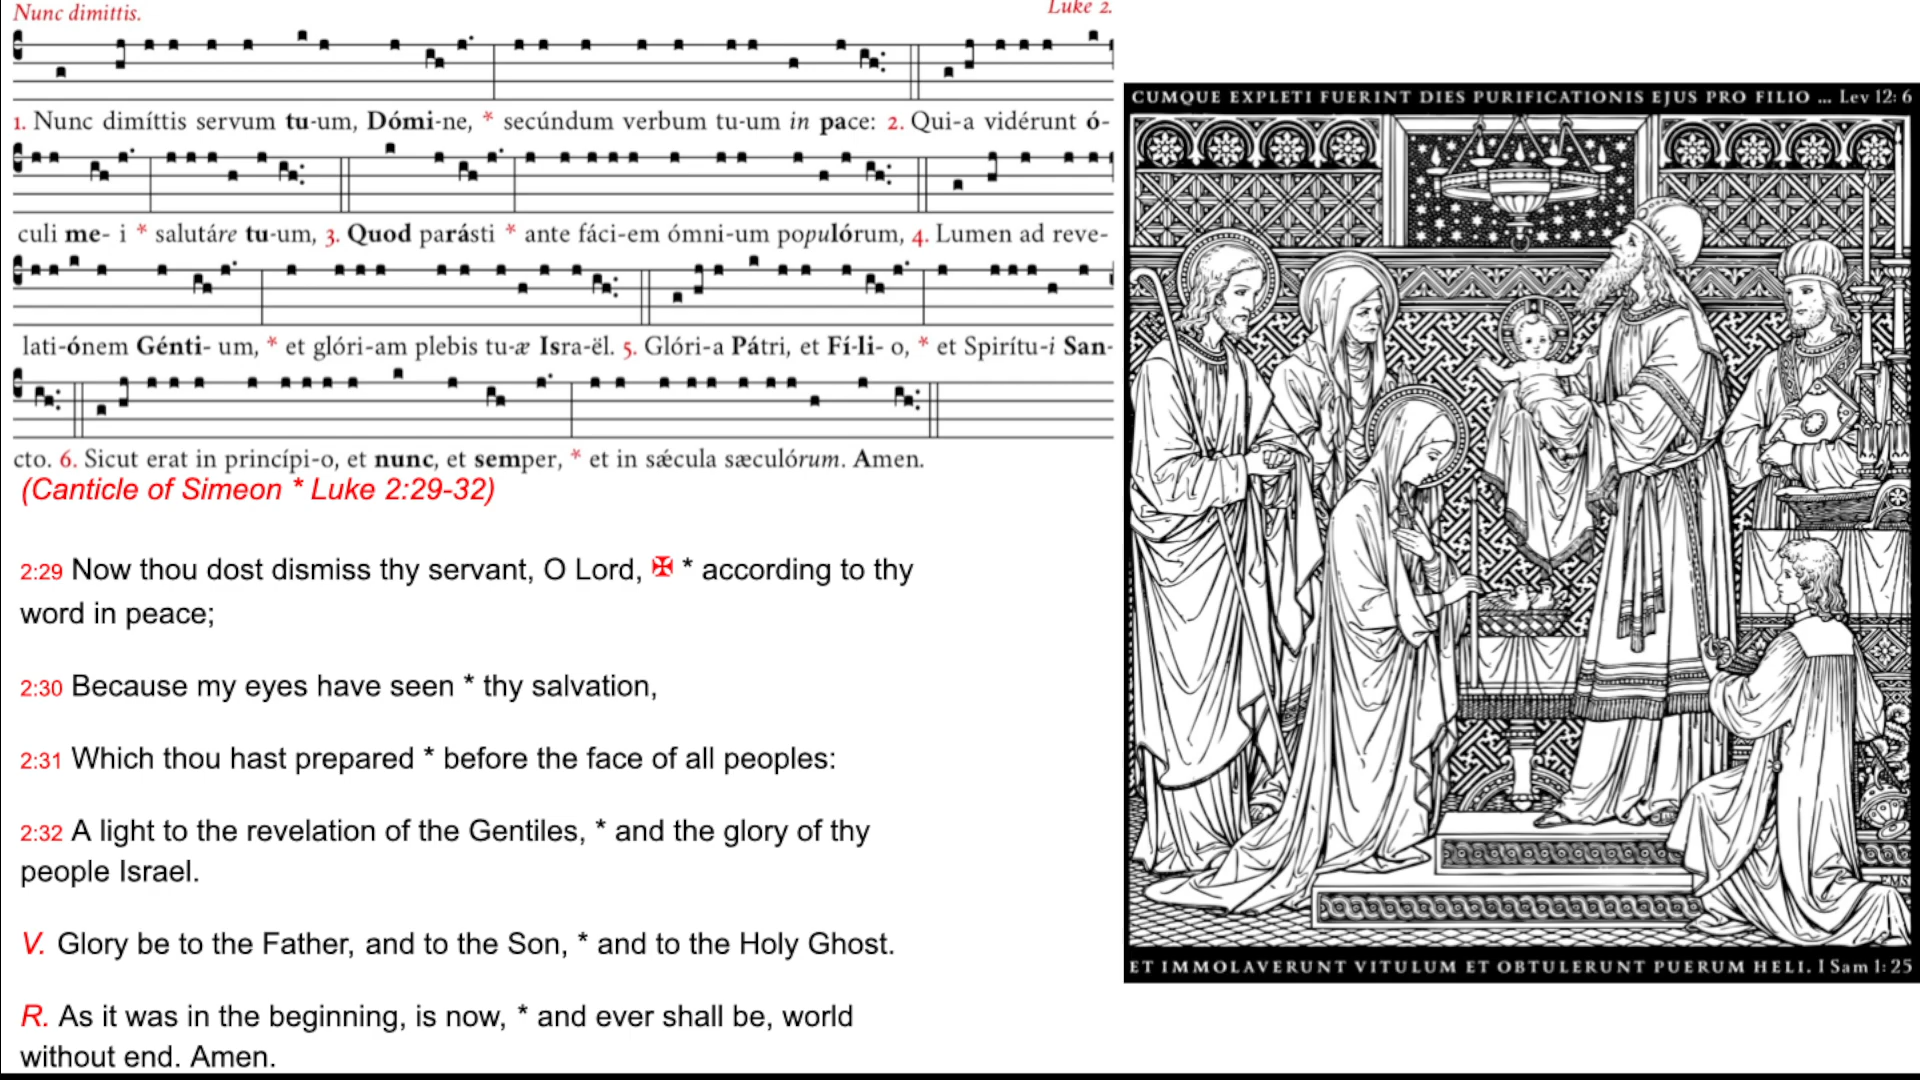 Nunc dimittis.
Luke 2.
1. Nunc dimíttis servum tu-um, Dómi-ne, * secúndum verbum tu-um in pace: 2. Qui-a vidérunt ó-
culi me- i * salutáre tu-um, 3. Quod parásti * ante fáci-em ómni-um populórum, 4. Lumen ad reve-
lati-ónem Génti- um, * et glóri-am plebis tu-æ Isra-ël. 5. Glóri-a Pátri, et Fí-li- o, * et Spirítu-i San-
cto. 6. Sicut erat in princípi-o, et nunc, et semper, * et in sǽcula sæculórum. Amen.
(Canticle of Simeon * Luke 2:29-32)
2:29 Now thou dost dismiss thy servant, O Lord, ✠ * according to thy
word in peace;
2:30 Because my eyes have seen * thy salvation,
2:31 Which thou hast prepared * before the face of all peoples:
2:32 A light to the revelation of the Gentiles, * and the glory of thy
people Israel.
V. Glory be to the Father, and to the Son, * and to the Holy Ghost.
R. As it was in the beginning, is now, * and ever shall be, world
without end. Amen.
CUMQUE EXPLETI FUERINT DIES PURIFICATIONIS EJUS PRO FILIO ... Lev 12: 6
FMS
ET IMMOLAVERUNT VITULUM ET OBTULERUNT PUERUM HELI. I Sam 1: 25